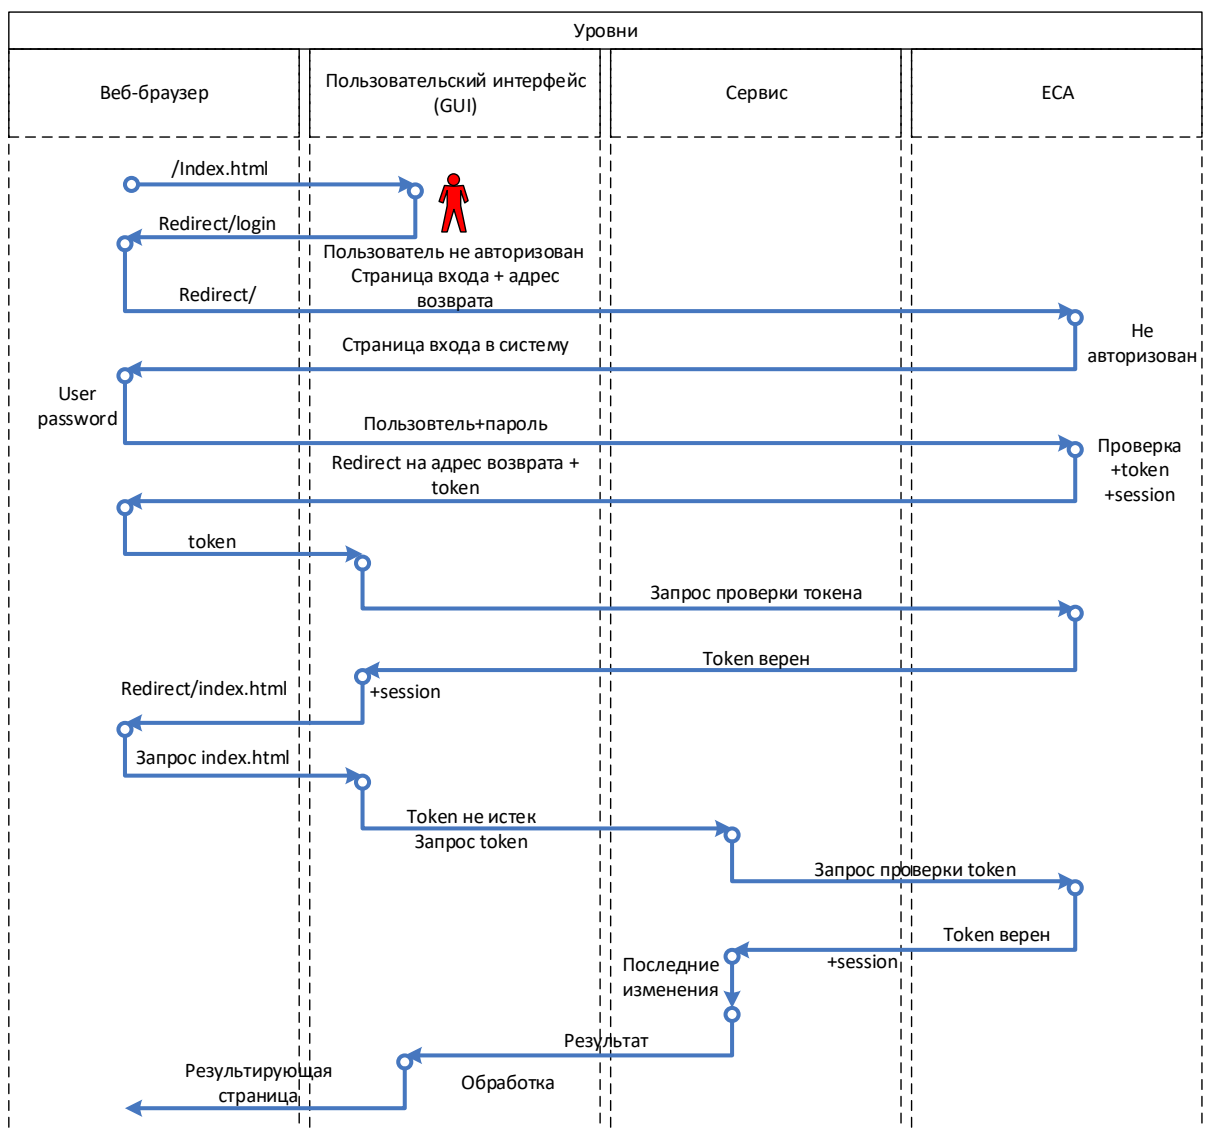 Уровни
Веб-браузер
Пользовательский интерфейс
(GUI)
Сервис
ECA
/Index.html
Redirect/login
Пользователь не авторизован
Страница входа + адрес
возврата
Redirect/
Не
авторизован
Страница входа в систему
User
password
Пользовтель+пароль
Проверка
+token
+session
Redirect на адрес возврата +
token
token
Запрос проверки токена
Token верен
+session
Redirect/index.html
Запрос index.html
Token не истек
Запрос token
Запрос проверки token
Token верен
+session
Последние
изменения
Результат
Обработка
Результирующая
страница